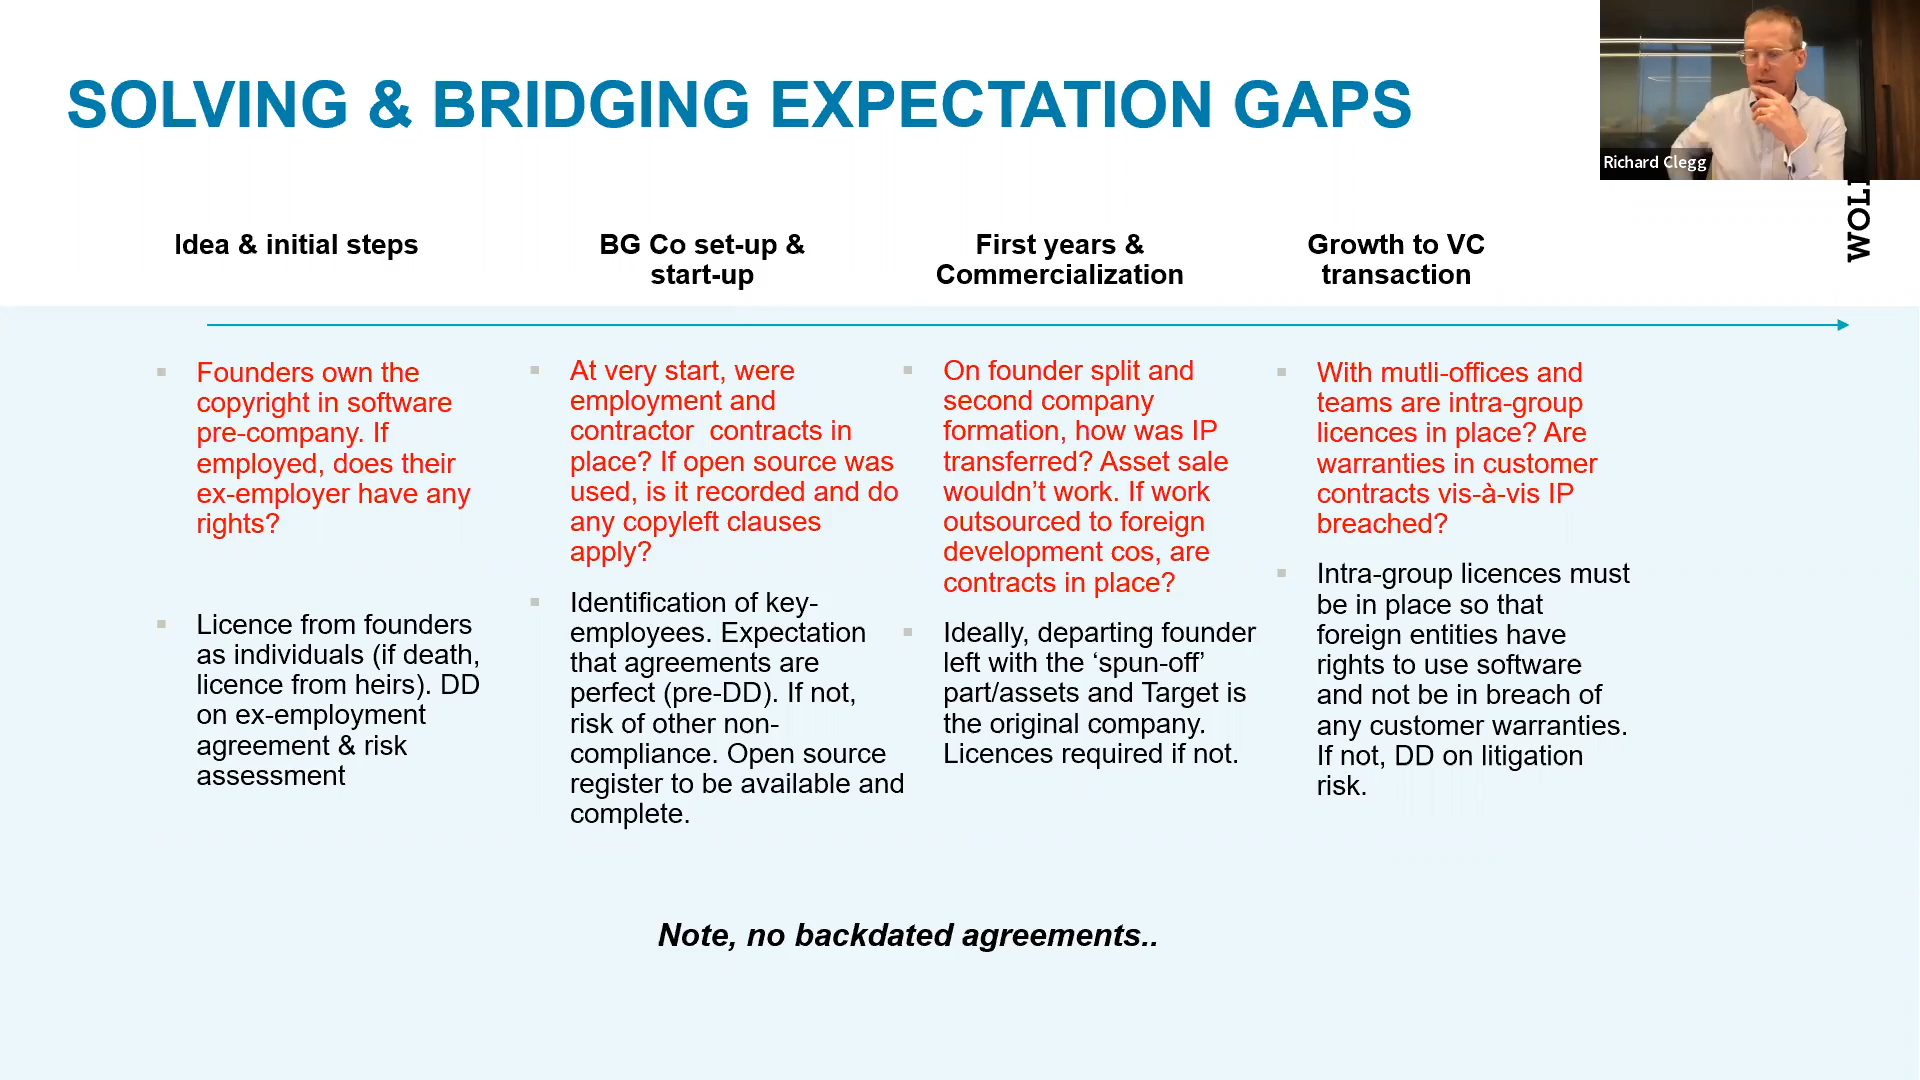 SOLVING & BRIDGING EXPECTATION GAPS
Richard Clegg
WOLF
Idea & initial steps
BG Co set-up &
start-up
First years &
Commercialization
Growth to VC
transaction
Founders own the
copyright in software
pre-company. If
employed, does their
ex-employer have any
rights?
Licence from founders
as individuals (if death,
licence from heirs). DD
on ex-employment
agreement & risk
assessment
At very start, were
employment and
contractor  contracts in
place? If open source was
used, is it recorded and do
any copyleft clauses
apply?
Identification of key-
employees. Expectation
that agreements are
perfect (pre-DD). If not,
risk of other non-
compliance. Open source
register to be available and
complete.
On founder split and
second company
formation, how was IP
transferred? Asset sale
wouldn’t work. If work
outsourced to foreign
development cos, are
contracts in place?
Ideally, departing founder
left with the ‘spun-off’
part/assets and Target is
the original company.
Licences required if not.
With mutli-offices and
teams are intra-group
licences in place? Are
warranties in customer
contracts vis-à-vis IP
breached?
Intra-group licences must
be in place so that
foreign entities have
rights to use software
and not be in breach of
any customer warranties.
If not, DD on litigation
risk.
Note, no backdated agreements..